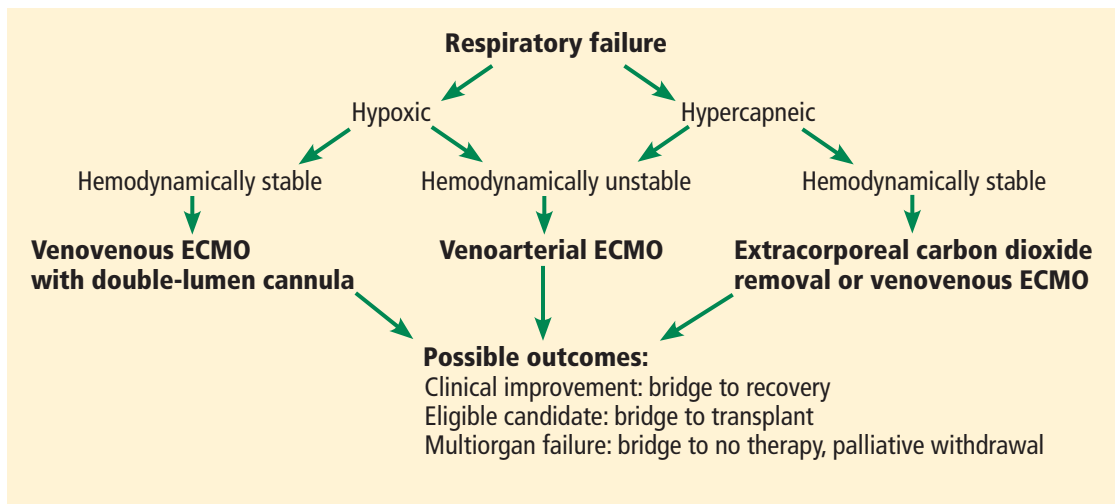 Respiratory failure
Hypoxic
Hypercapneic
Hemodynamically stable
Hemodynamically unstable
Hemodynamically stable
Venovenous ECMO
with double-lumen cannula
Venoarterial ECMO
Extracorporeal carbon dioxide
removal or venovenous ECMO
Possible outcomes:
Clinical improvement: bridge to recovery
Eligible candidate: bridge to transplant
Multiorgan failure: bridge to no therapy, palliative withdrawal